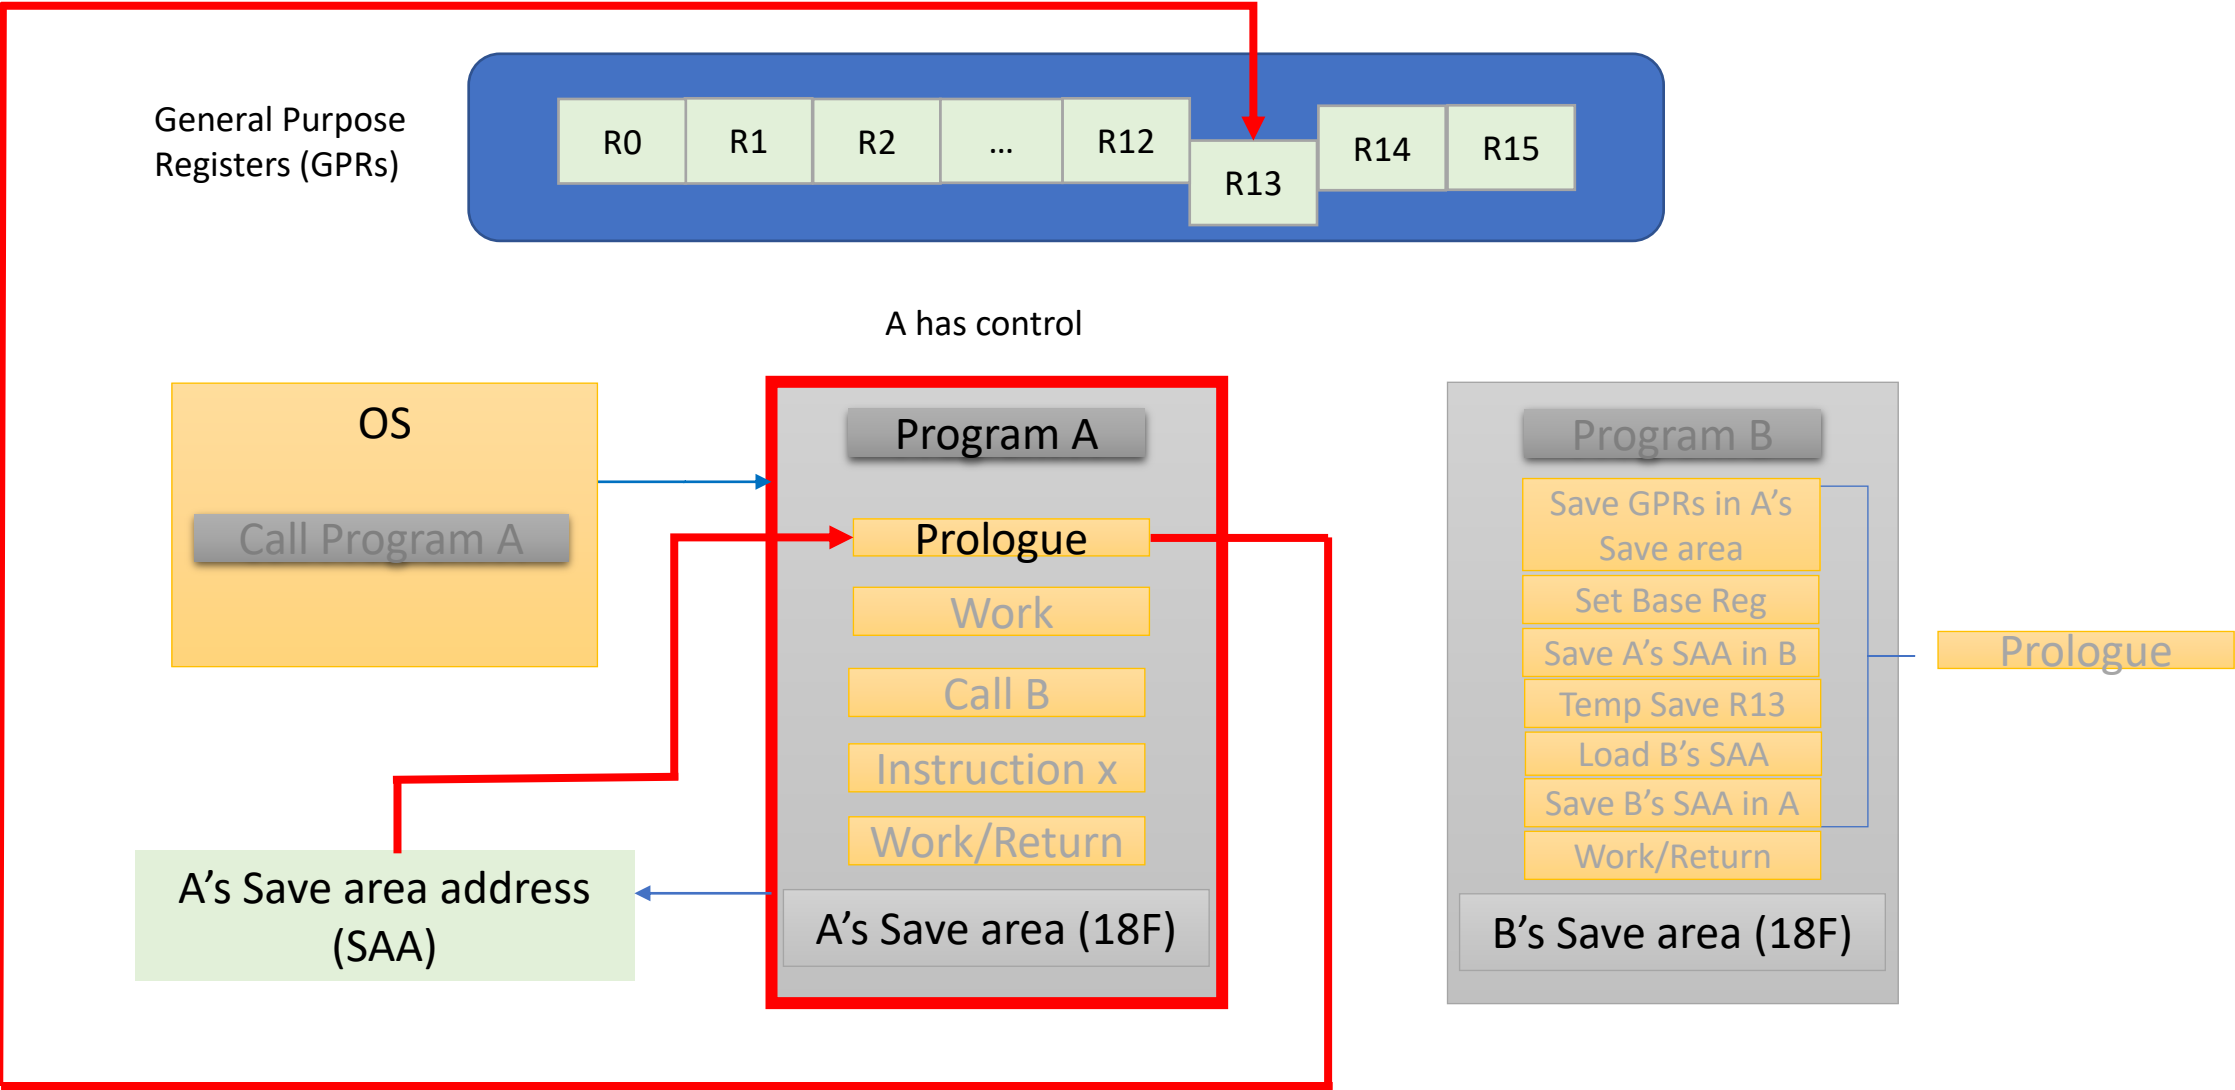 General Purpose
Registers (GPRs)
R0
R1
R2
...
R12
R13
R14
R15
A has control
OS
Call Program A
Program A
Prologue
Work
Call B
Instruction x
Work/Return
A's Save area (18F)
A's Save area address
(SAA)
Program B
Save GPRs in A's
Save area
Set Base Reg
Save A's SAA in B
Temp Save R13
Load B's SAA
Save B's SAA in A
Work/Return
B's Save area (18F)
Prologue